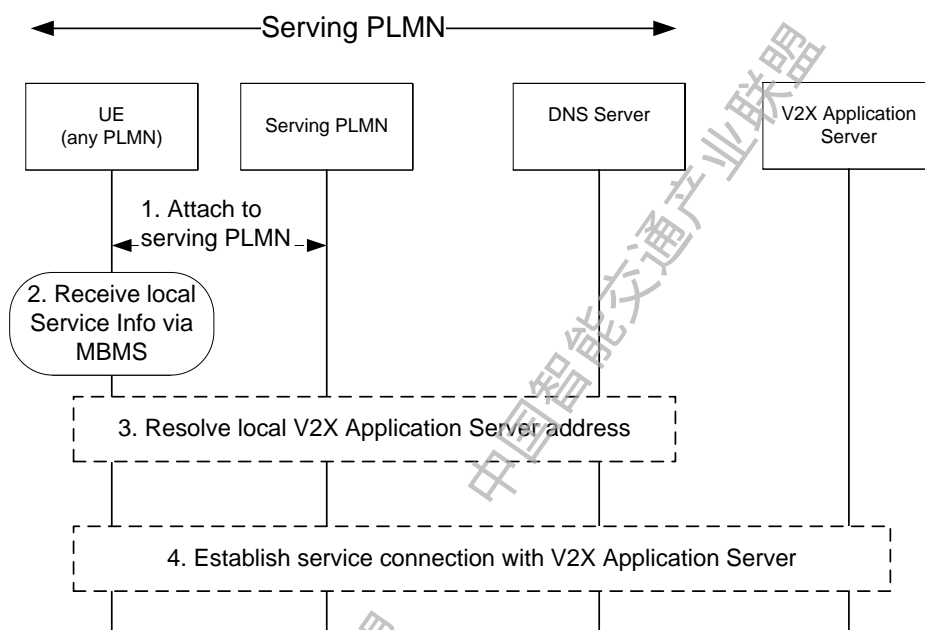 Serving PLMN
UE
(any PLMN)
Serving PLMN
DNS Server
V2X Application
Server
1. Attach to
serving PLMN
2. Receive local
Service Info via
MBMS
3. Resolve local V2X Application Server address
4. Establish service connection with V2X Application Server
中国智能交通产业联盟
盟